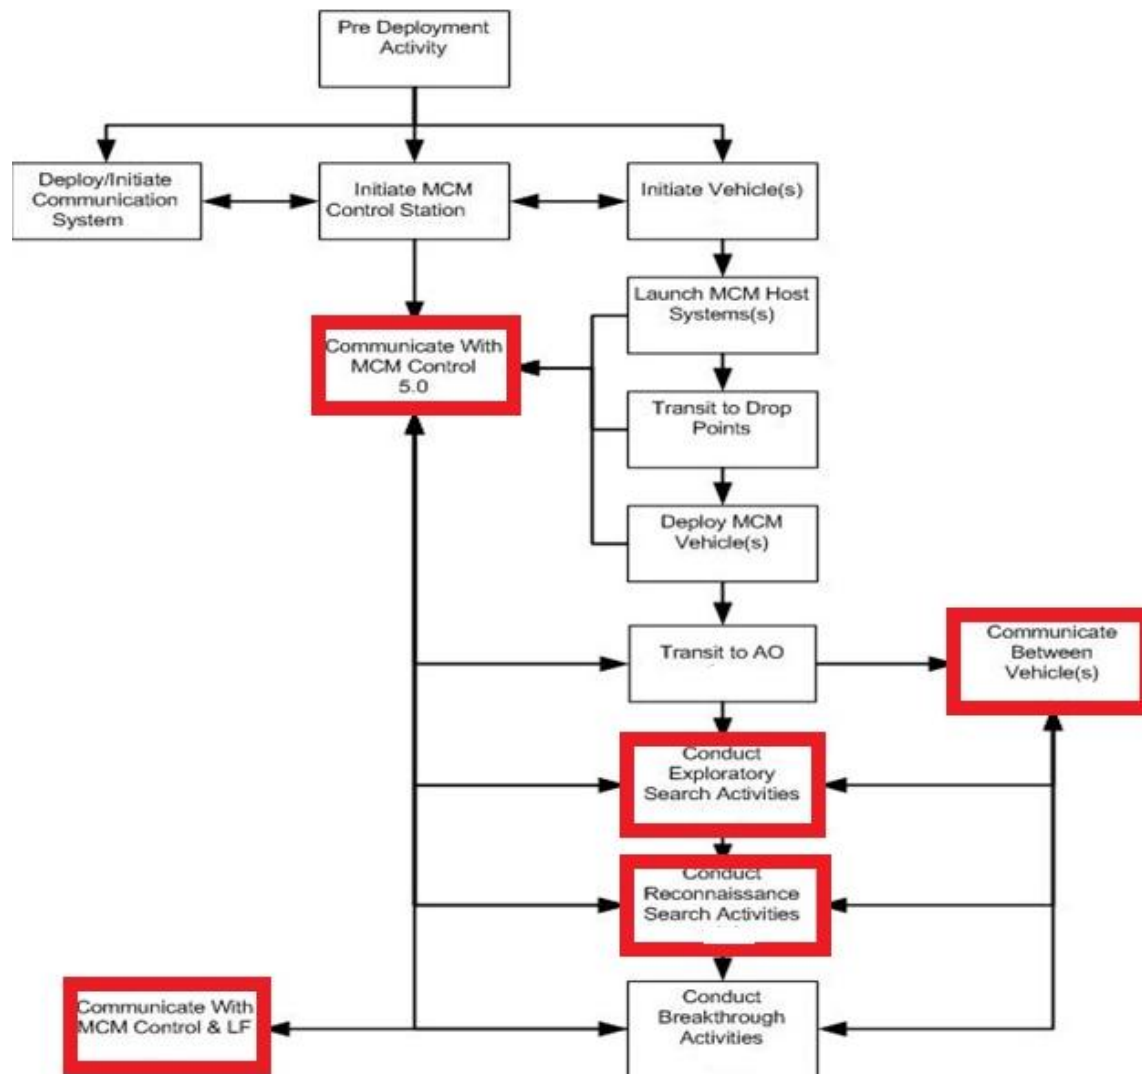 Pre Deployment
Activity
Deploy/Initiate
Communication
System
Initiate MCM
Control Station
Initiate Vehicle(s)
Launch MCM Host
Systems(s)
Communicate With
MCM Control
5.0
Transit to Drop
Points
Deploy MCM
Vehicle(s)
Transit to AO
Communicate
Between
Vehicle(s)
Conduct
Exploratory
Search Activities
Conduct
Reconnaissance
Search Activities
Communicate With
MCM Control & LF
Conduct
Breakthrough
Activities